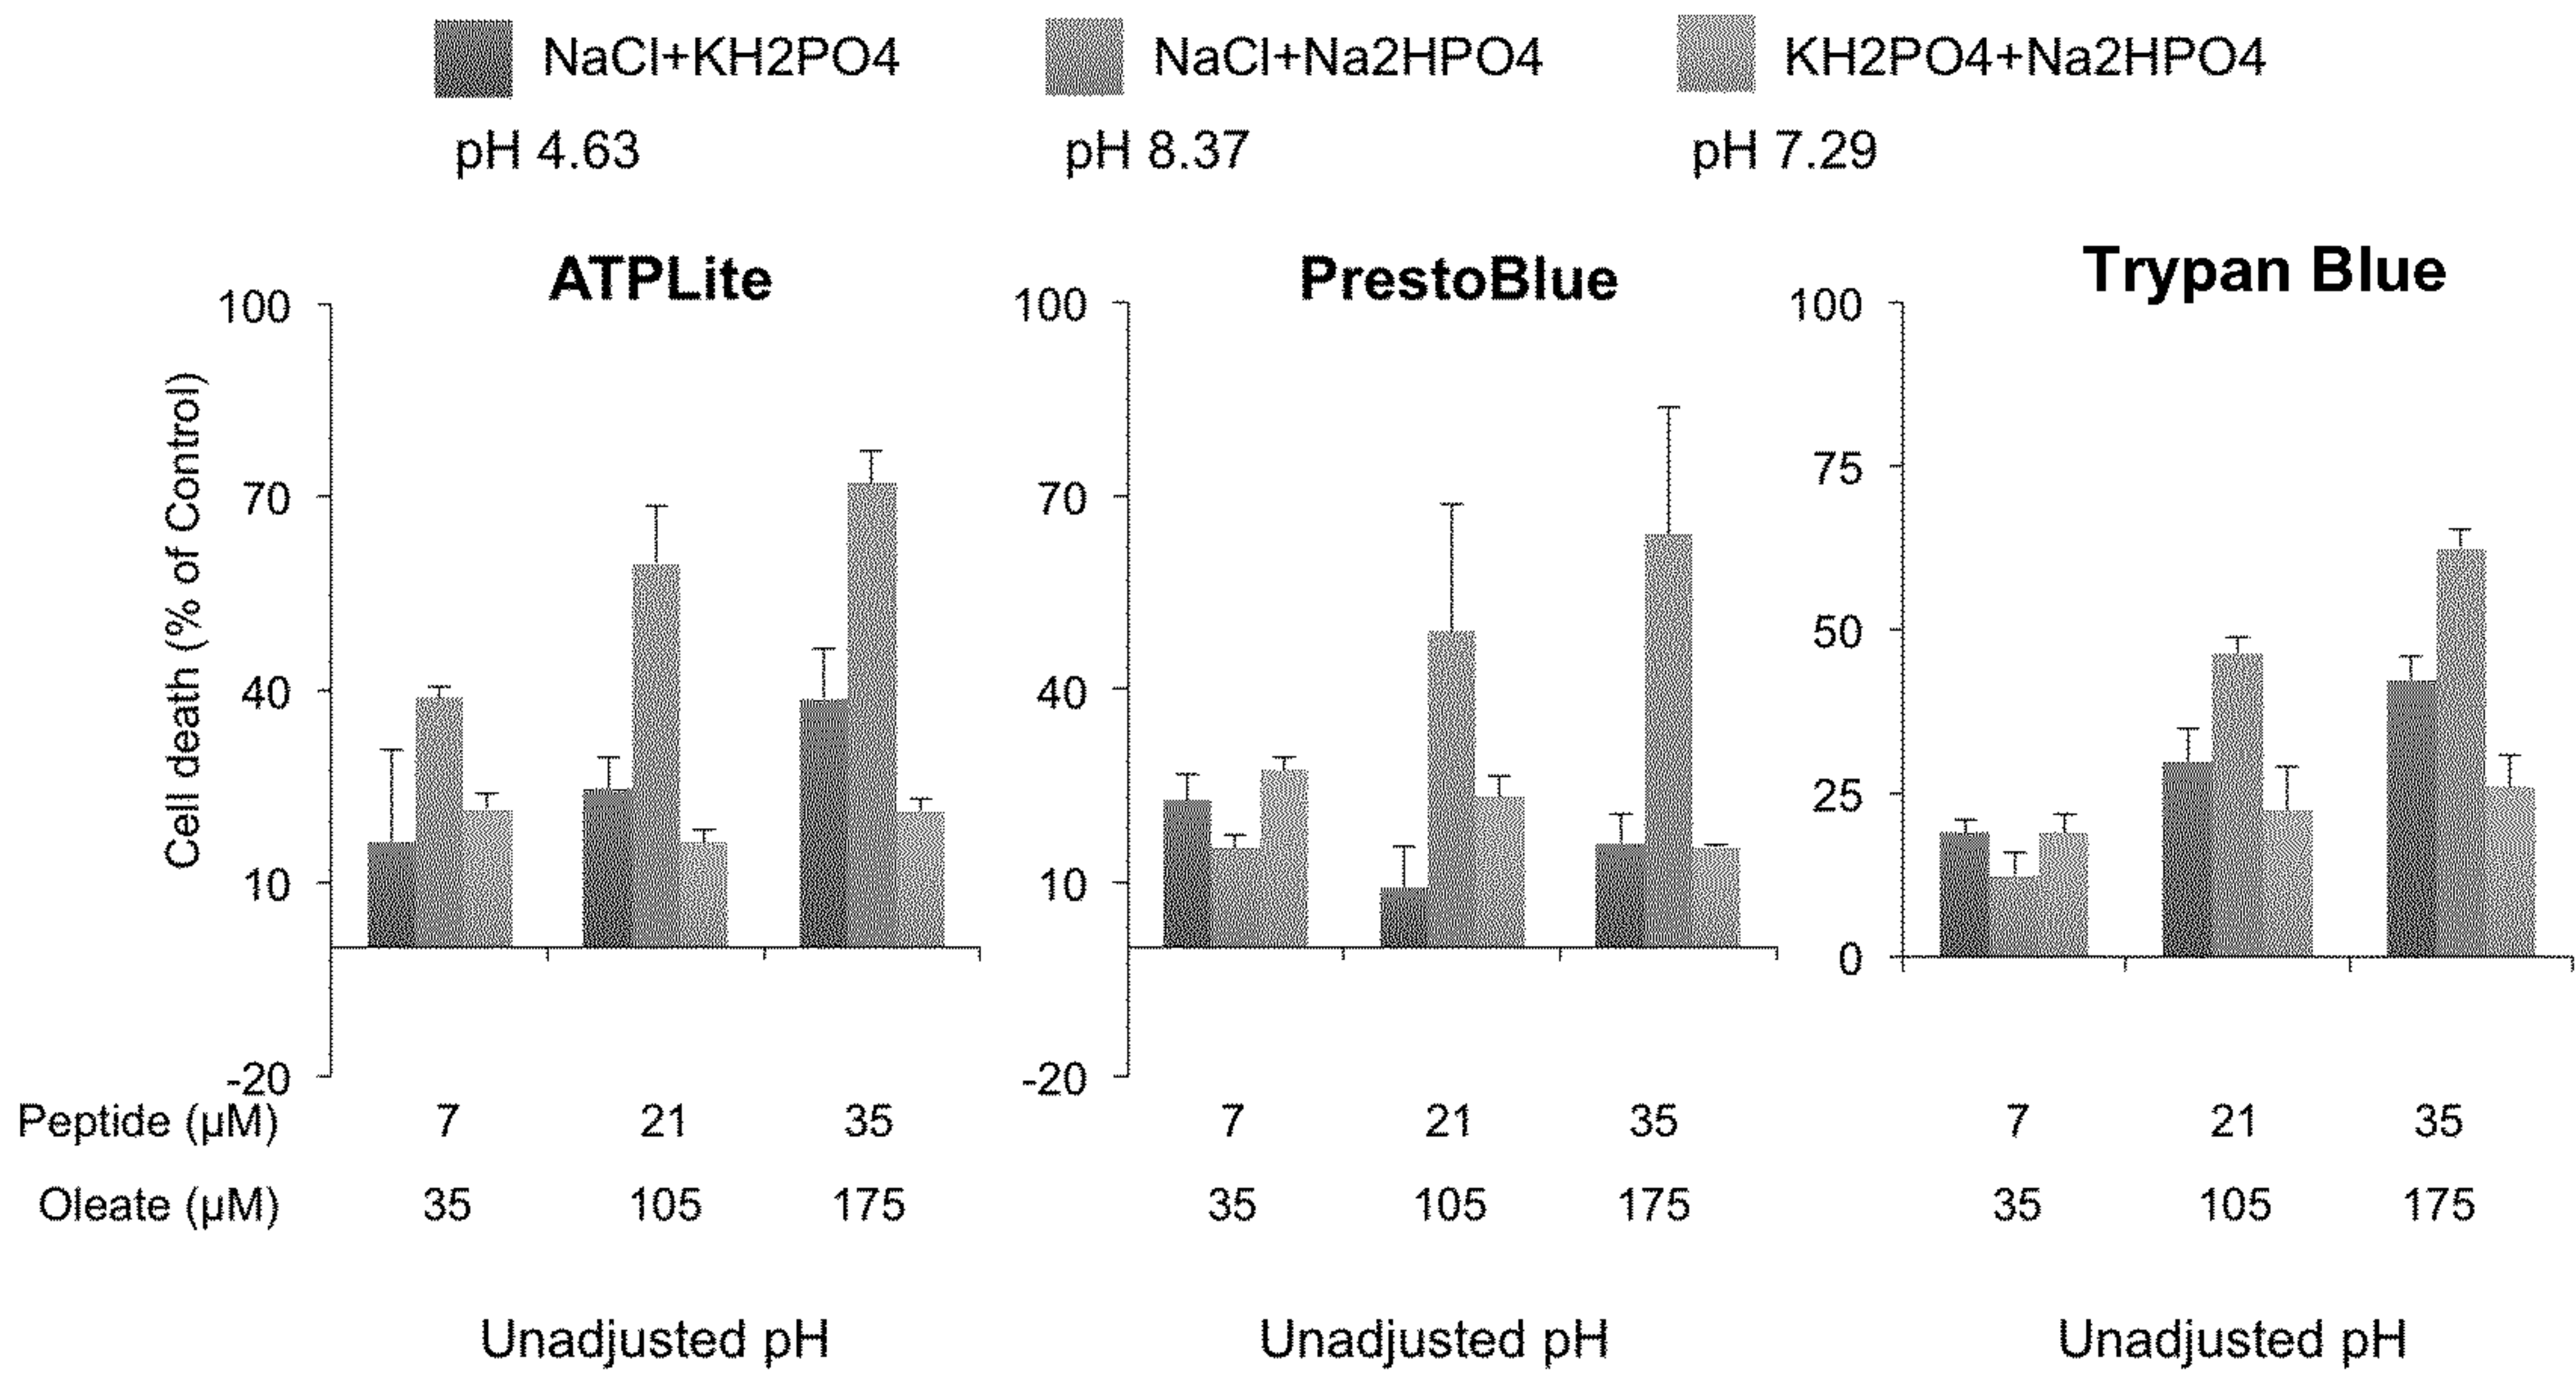 NaCl+KH2PO4 NaCl+Na2HPO4 KH2PO4+Na2HPO4
pH 4.63 pH 8.37 pH 7.29
ATPLite PrestoBlue Trypan Blue
Cell death (% of Control)
100
70
40
10
-20
100
70
40
10
-20
100
75
50
25
0
Peptide (µM) 7 21 35 7 21 35 7 21 35
Oleate (µM) 35 105 175 35 105 175 35 105 175
Unadjusted pH Unadjusted pH Unadjusted pH